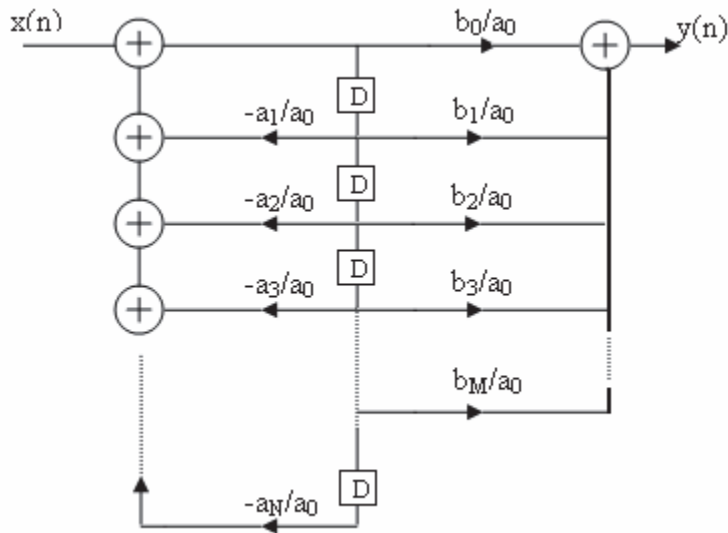 x(n) + b0/a0 + y(n)
D
+ -a1/a0 b1/a0
D
+ -a2/a0 b2/a0
D
+ -a3/a0 b3/a0
bM/a0
D
-aN/a0